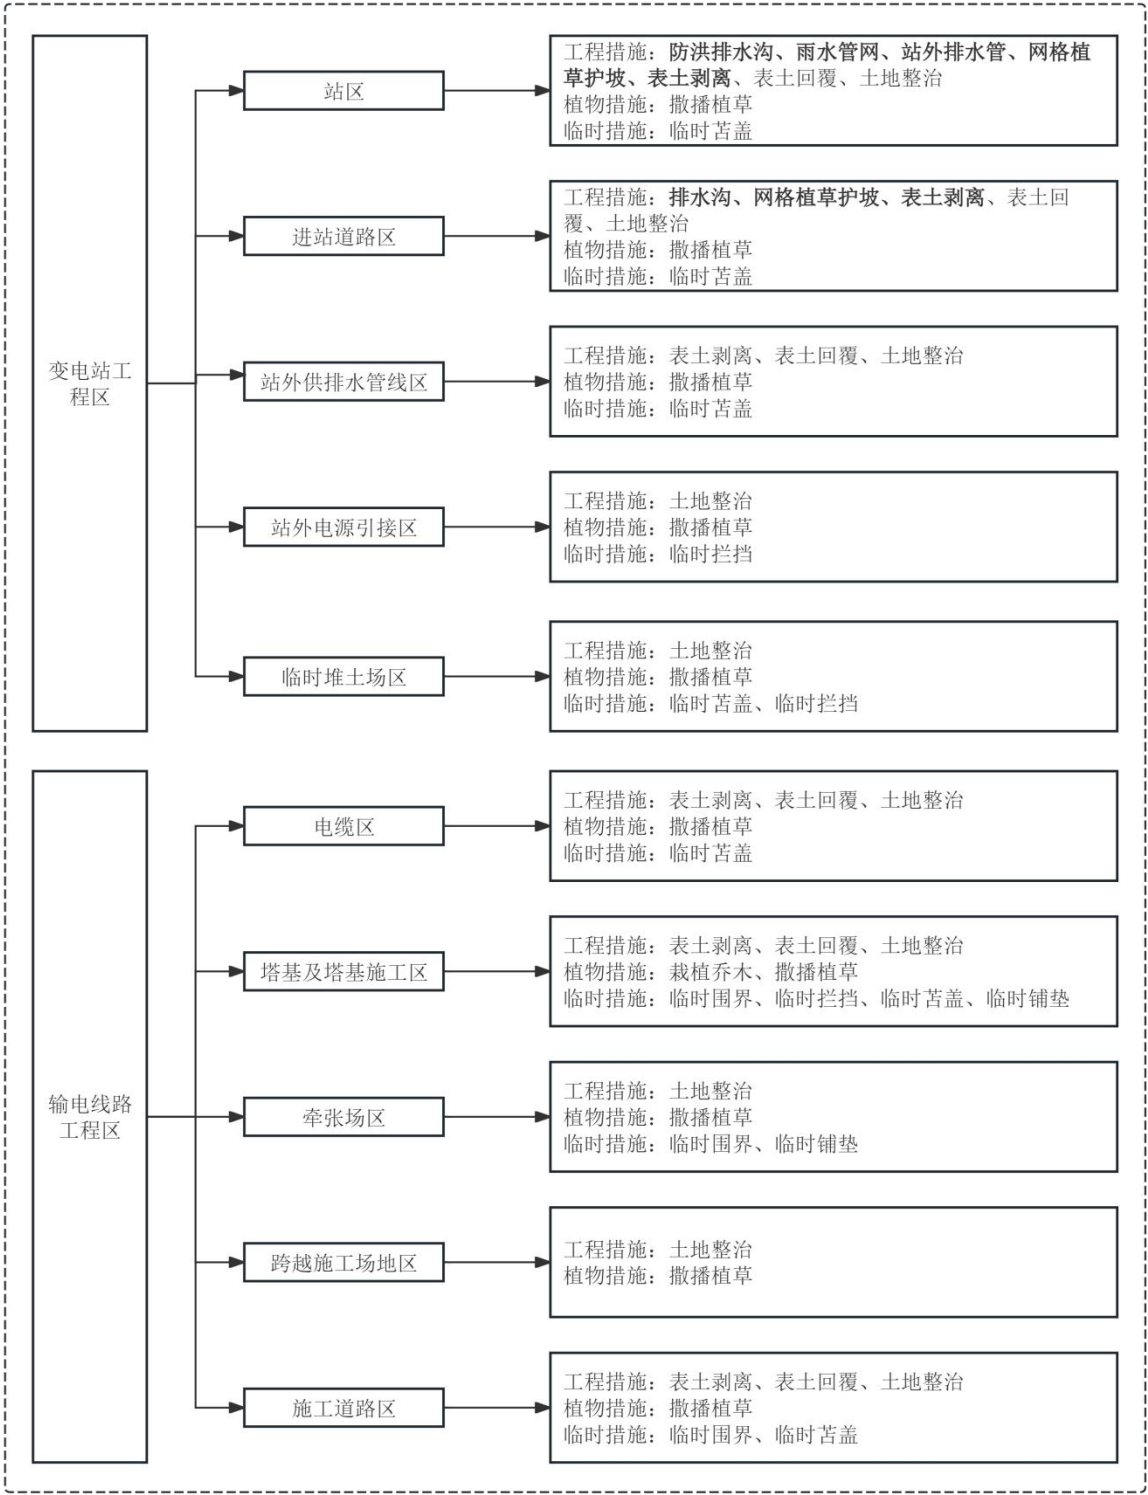 变电站工
程区
站区
工程措施：防洪排水沟、雨水管网、站外排水管、网格植
草护坡、表土剥离、表土回覆、土地整治
植物措施：撒播植草
临时措施：临时苫盖
进站道路区
工程措施：排水沟、网格植草护坡、表土剥离、表土回
覆、土地整治
植物措施：撒播植草
临时措施：临时苫盖
站外供排水管线区
工程措施：表土剥离、表土回覆、土地整治
植物措施：撒播植草
临时措施：临时苫盖
站外电源引接区
工程措施：土地整治
植物措施：撒播植草
临时措施：临时拦挡
临时堆土场区
工程措施：土地整治
植物措施：撒播植草
临时措施：临时苫盖、临时拦挡
输电线路
工程区
电缆区
工程措施：表土剥离、表土回覆、土地整治
植物措施：撒播植草
临时措施：临时苫盖
塔基及塔基施工区
工程措施：表土剥离、表土回覆、土地整治
植物措施：栽植乔木、撒播植草
临时措施：临时围界、临时拦挡、临时苫盖、临时铺垫
牵张场区
工程措施：土地整治
植物措施：撒播植草
临时措施：临时围界、临时铺垫
跨越施工场地区
工程措施：土地整治
植物措施：撒播植草
施工道路区
工程措施：表土剥离、表土回覆、土地整治
植物措施：撒播植草
临时措施：临时围界、临时苫盖